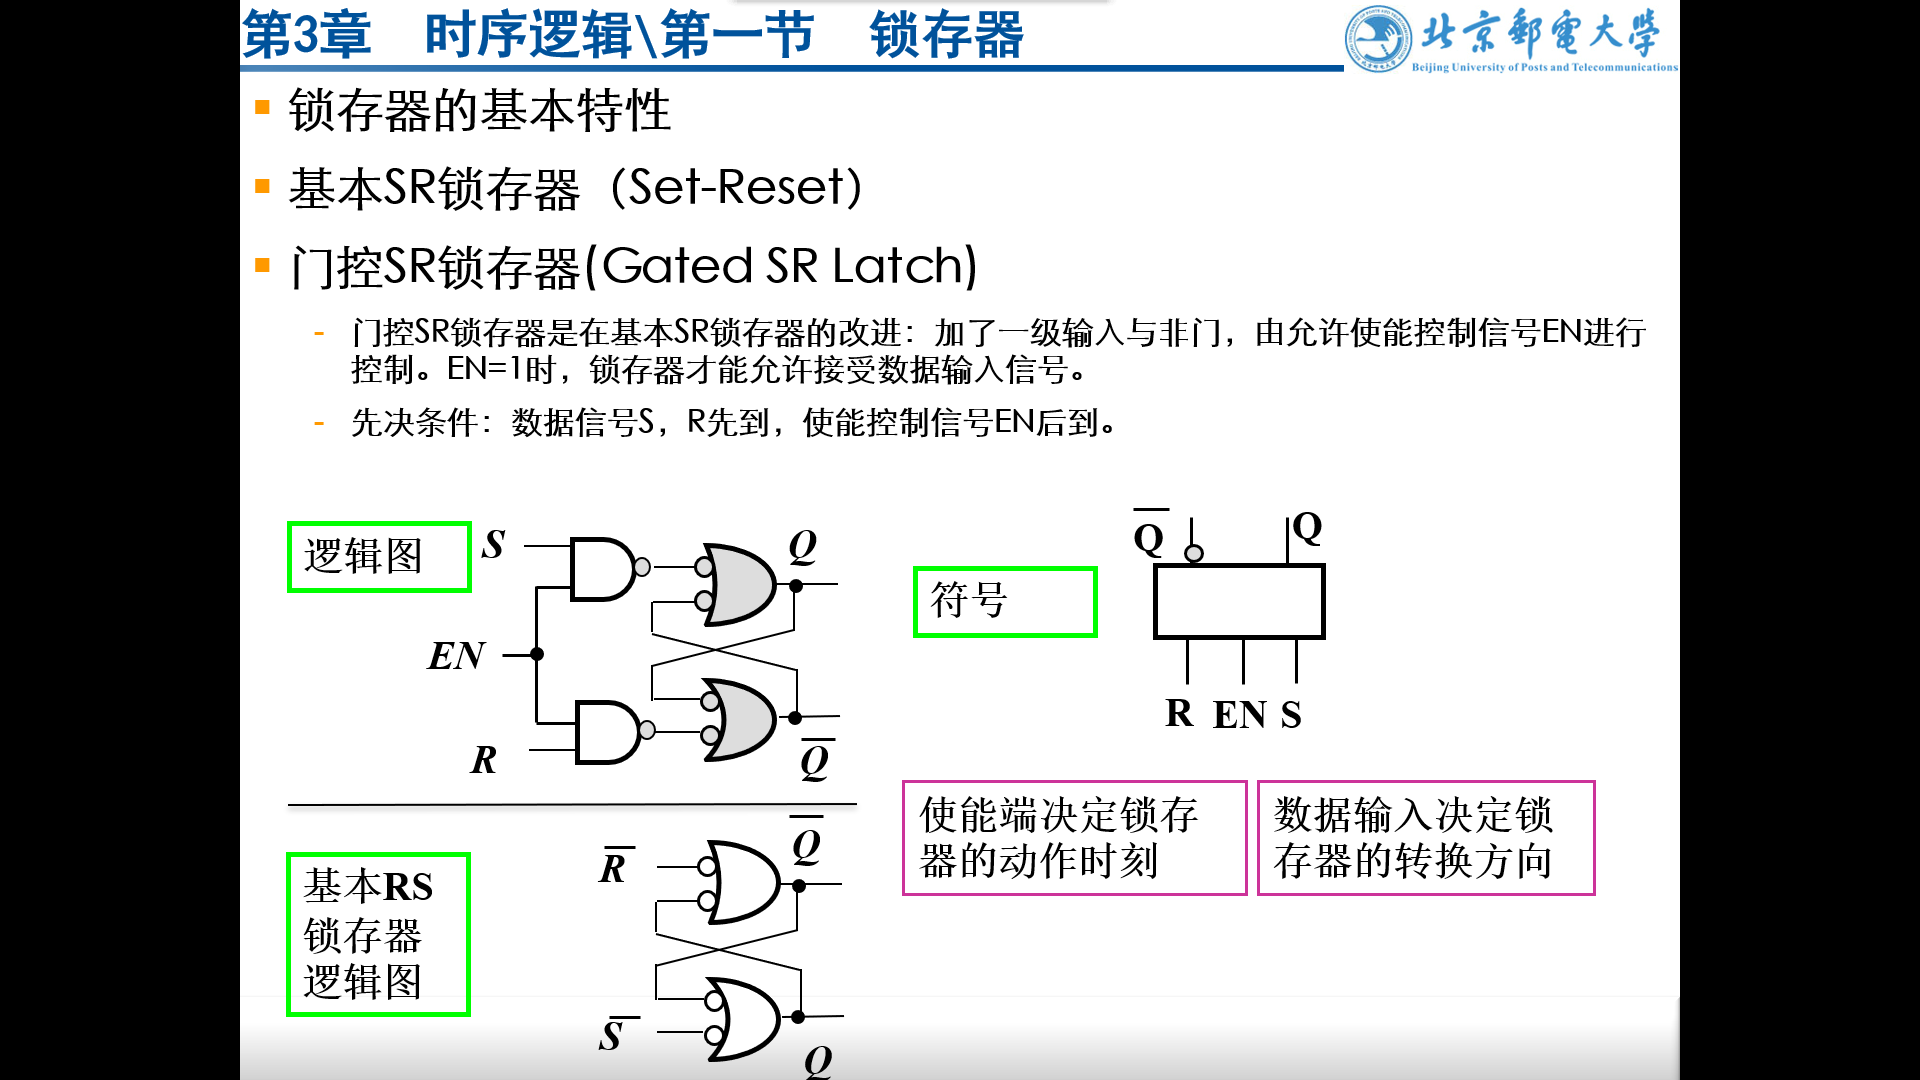 第3章 时序逻辑\第一节 锁存器
北京郵電大學
Beijing University of Posts and Telecommunications
锁存器的基本特性
基本SR锁存器（Set-Reset）
门控SR锁存器(Gated SR Latch)
- 门控SR锁存器是在基本SR锁存器的改进：加了一级输入与非门，由允许使能控制信号EN进行
控制。EN=1时，锁存器才能允许接受数据输入信号。
- 先决条件：数据信号S，R先到，使能控制信号EN后到。
逻辑图
S
Q
EN
R
Q̅
符号
Q̅
Q
R EN S
使能端决定锁存
器的动作时刻
数据输入决定锁
存器的转换方向
基本RS
锁存器
逻辑图
R̅
Q̅
S̅
Q